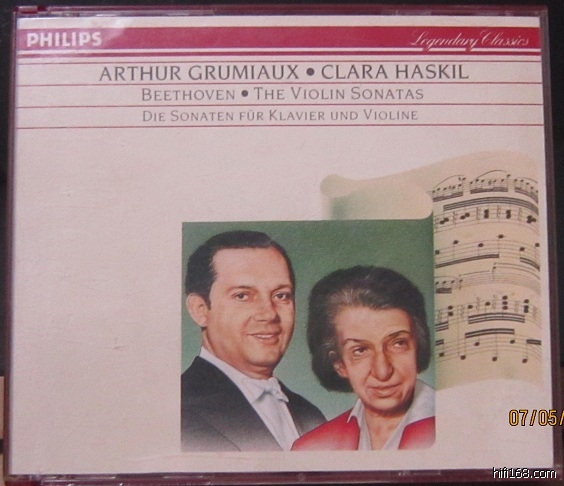 PHILIPS
Legendary Classics
ARTHUR GRUMIAUX • CLARA HASKIL
BEETHOVEN • THE VIOLIN SONATAS
DIE SONATEN FÜR KLAVIER UND VIOLINE
07/05/
hifi168.com